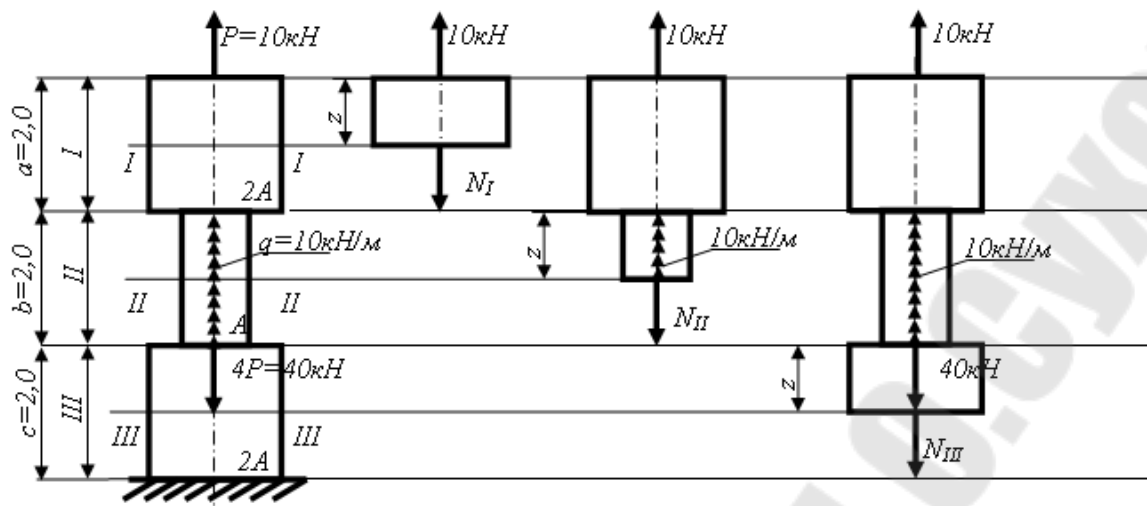 P=10кН
10кН
10кН
10кН
a=2,0
I
I
I
2A
z
N_I
b=2,0
II
II
II
q=10кН/м
A
z
10кН/м
N_II
10кН/м
c=2,0
III
III
III
4P=40кН
2A
z
40кН
N_III